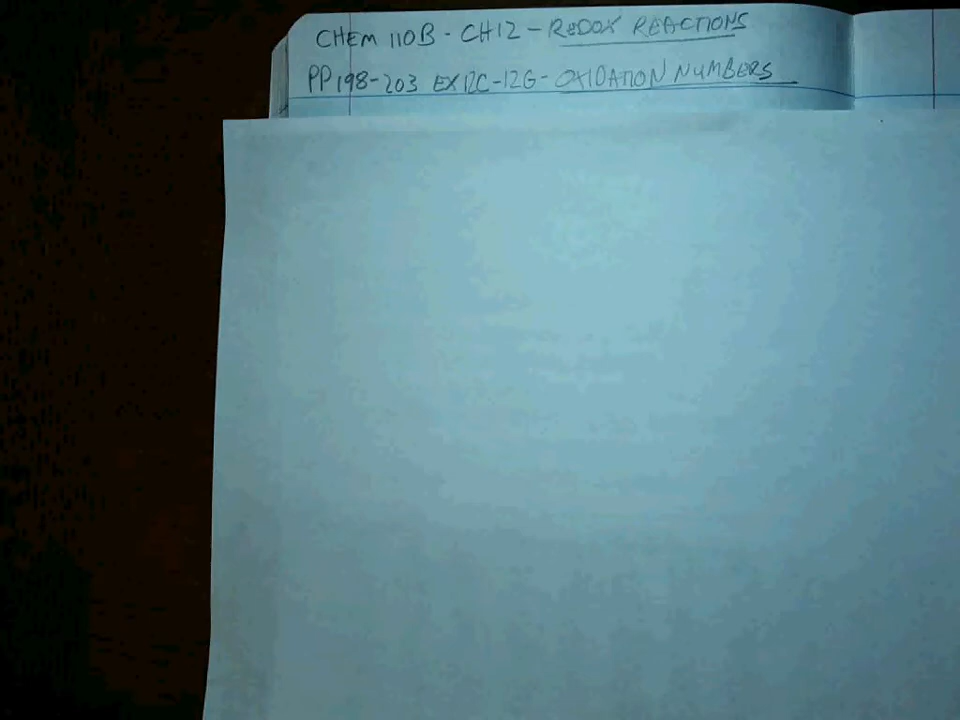 CHEM 110B - CH12 - REDOX REACTIONS
PP198-203 EX12C-12G- OXIDATION NUMBERS